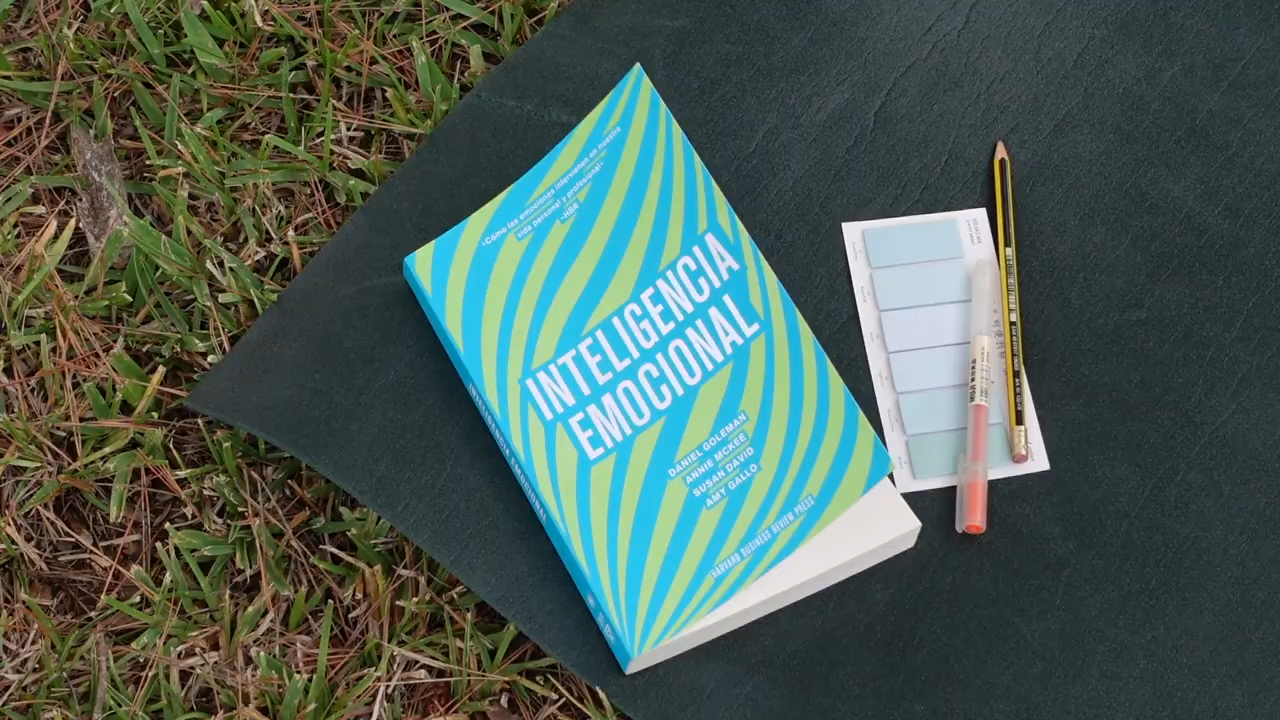 «Cómo las emociones intervienen en nuestra
vida personal y profesional»
–HBR
INTELIGENCIA
EMOCIONAL
DANIEL GOLEMAN
ANNIE MCKEE
SUSAN DAVID
AMY GALLO
HARVARD BUSINESS REVIEW PRESS
INTELIGENCIA EMOCIONAL